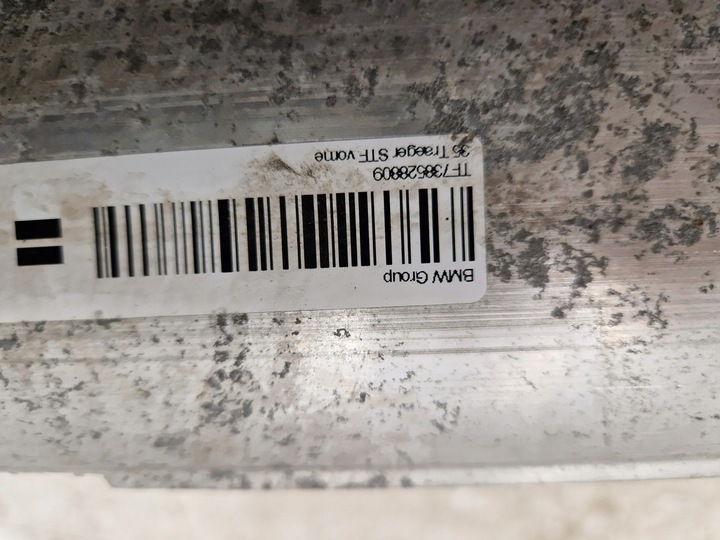 BMW Group
TF738528809
35 Traeger STF vorne